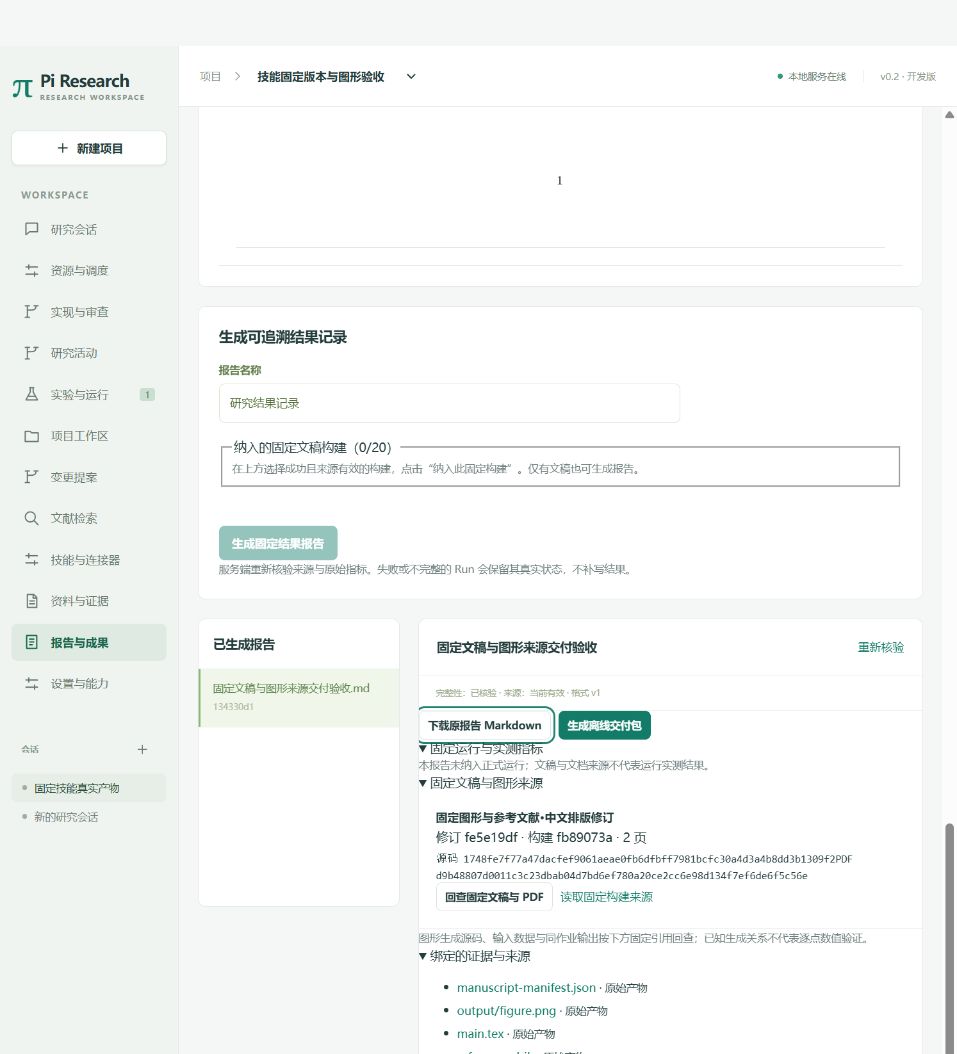 π Pi Research
RESEARCH WORKSPACE
项目
技能固定版本与图形验收
本地服务在线
v0.2 · 开发版
+ 新建项目
WORKSPACE
研究会话
资源与调度
实现与审查
研究活动
实验与运行
1
项目工作区
变更提案
文献检索
技能与连接器
资料与证据
报告与成果
设置与能力
会话
+
固定技能真实产物
新的研究会话
1
生成可追溯结果记录
报告名称
研究结果记录
纳入的固定文稿构建（0/20）
在上方选择成功且来源有效的构建，点击“纳入此固定构建”。仅有文稿也可生成报告。
生成固定结果报告
服务端重新核验来源与原始指标。失败或不完整的 Run 会保留其真实状态，不补写结果。
已生成报告
固定文稿与图形来源交付验收.md
134330d1
固定文稿与图形来源交付验收
重新核验
完整性：已核验 · 来源：当前有效 · 格式 v1
下载原报告 Markdown
生成离线交付包
▼ 固定运行与实测指标
本报告未纳入正式运行；文稿与文档来源不代表运行实测结果。
▼ 固定文稿与图形来源
固定图形与参考文献·中文排版修订
修订 fe5e19df · 构建 fb89073a · 2 页
源码 1748fe7f77a47dacfef9061aeae0fb6dfbff7981bcfc30a4d3a4b8dd3b1309f2PDF
d9b48807d0011c3c23dbab04d7bd6ef780a20ce2cc6e98d134f7ef6de6f5c56e
回查固定文稿与 PDF
读取固定构建来源
图形生成源码、输入数据与同作业输出按下方固定引用回查；已知生成关系不代表逐点数值验证。
▼ 绑定的证据与来源
manuscript-manifest.json · 原始产物
output/figure.png · 原始产物
main.tex · 原始产物